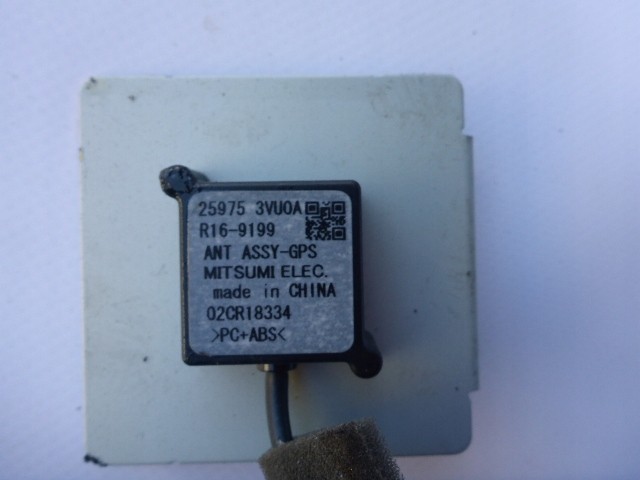 25975 3VU0A
R16-9199
ANT ASSY-GPS
MITSUMI ELEC.
made in CHINA
02CR18334
>PC+ABS<